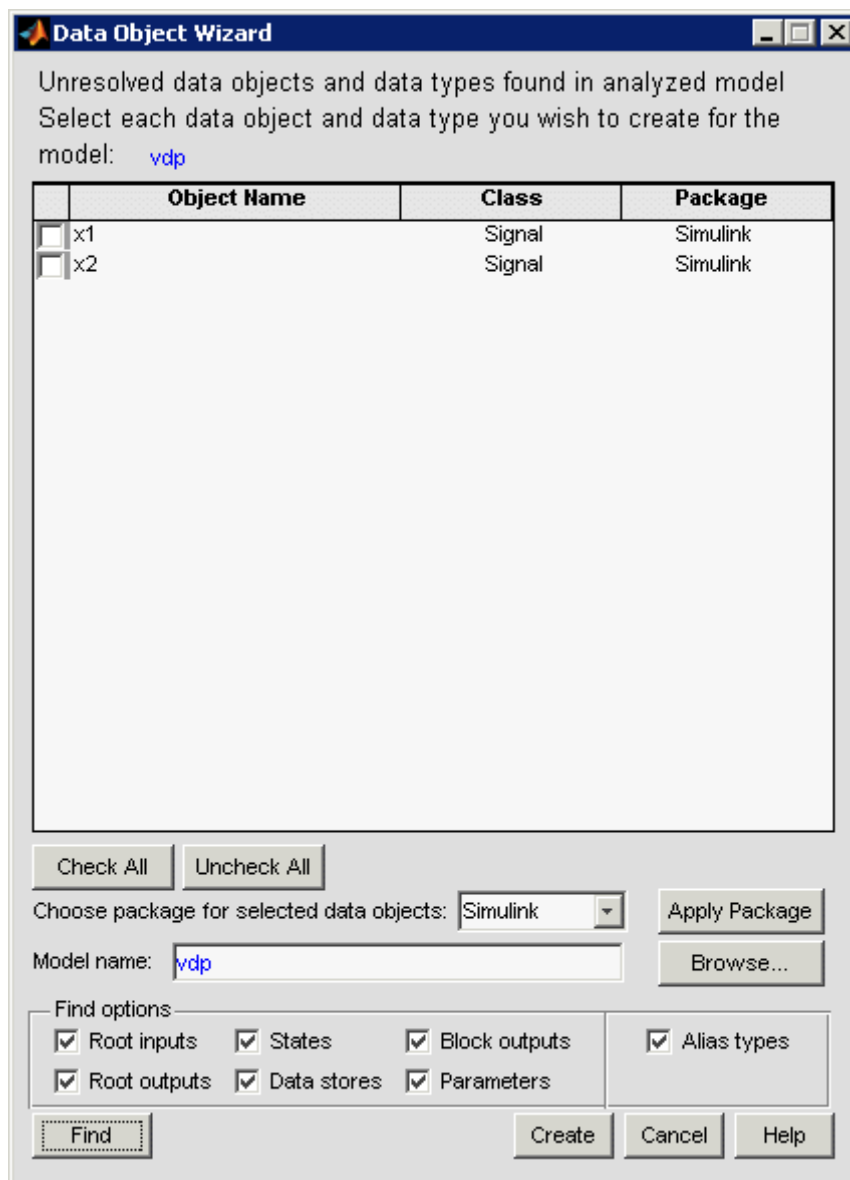 Data Object Wizard
Unresolved data objects and data types found in analyzed model
Select each data object and data type you wish to create for the
model: vdp
Object Name Class Package
x1 Signal Simulink
x2 Signal Simulink
Check All Uncheck All
Choose package for selected data objects: Simulink Apply Package
Model name: vdp Browse...
Find options
Root inputs States Block outputs Alias types
Root outputs Data stores Parameters
Find Create Cancel Help